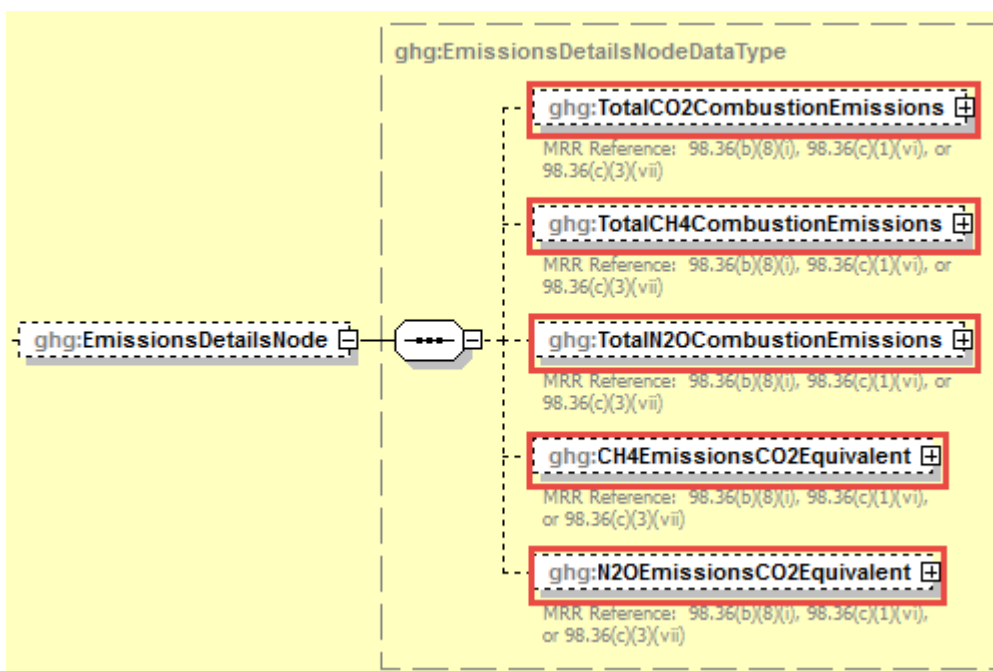 ghg:EmissionsDetailsNodeDataType
ghg:TotalCO2CombustionEmissions
MRR Reference: 98.36(b)(8)(i), 98.36(c)(1)(vi), or
98.36(c)(3)(vii)
ghg:TotalCH4CombustionEmissions
MRR Reference: 98.36(b)(8)(i), 98.36(c)(1)(vi), or
98.36(c)(3)(vii)
ghg:EmissionsDetailsNode
ghg:TotalN2OCombustionEmissions
MRR Reference: 98.36(b)(8)(i), 98.36(c)(1)(vi), or
98.36(c)(3)(vii)
ghg:CH4EmissionsCO2Equivalent
MRR Reference: 98.36(b)(8)(i), 98.36(c)(1)(vi),
or 98.36(c)(3)(vii)
ghg:N2OEmissionsCO2Equivalent
MRR Reference: 98.36(b)(8)(i), 98.36(c)(1)(vi),
or 98.36(c)(3)(vii)